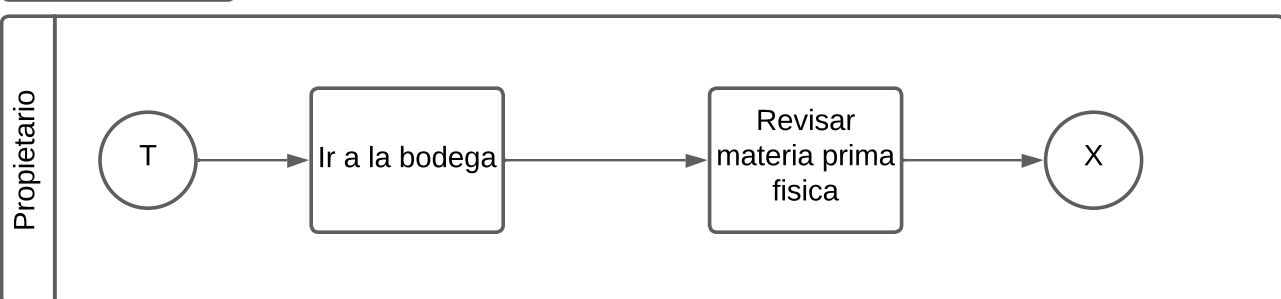 Propietario
T
Ir a la bodega
Revisar
materia prima
fisica
X